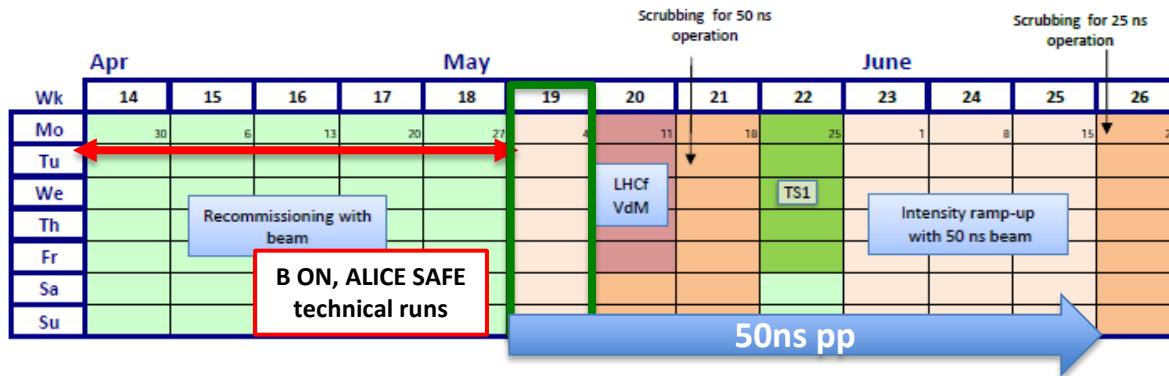 Scrubbing for 50 ns
operation
Scrubbing for 25 ns
operation
Apr May June
Wk 14 15 16 17 18 19 20 21 22 23 24 25 26
Mo 30 6 13 20 27 4 11 18 25 1 8 15
Tu
We
Th
Fr
Sa
Su
Recommissioning with
beam
LHCf
VdM
TS1
Intensity ramp-up
with 50 ns beam
B ON, ALICE SAFE
technical runs
50ns pp